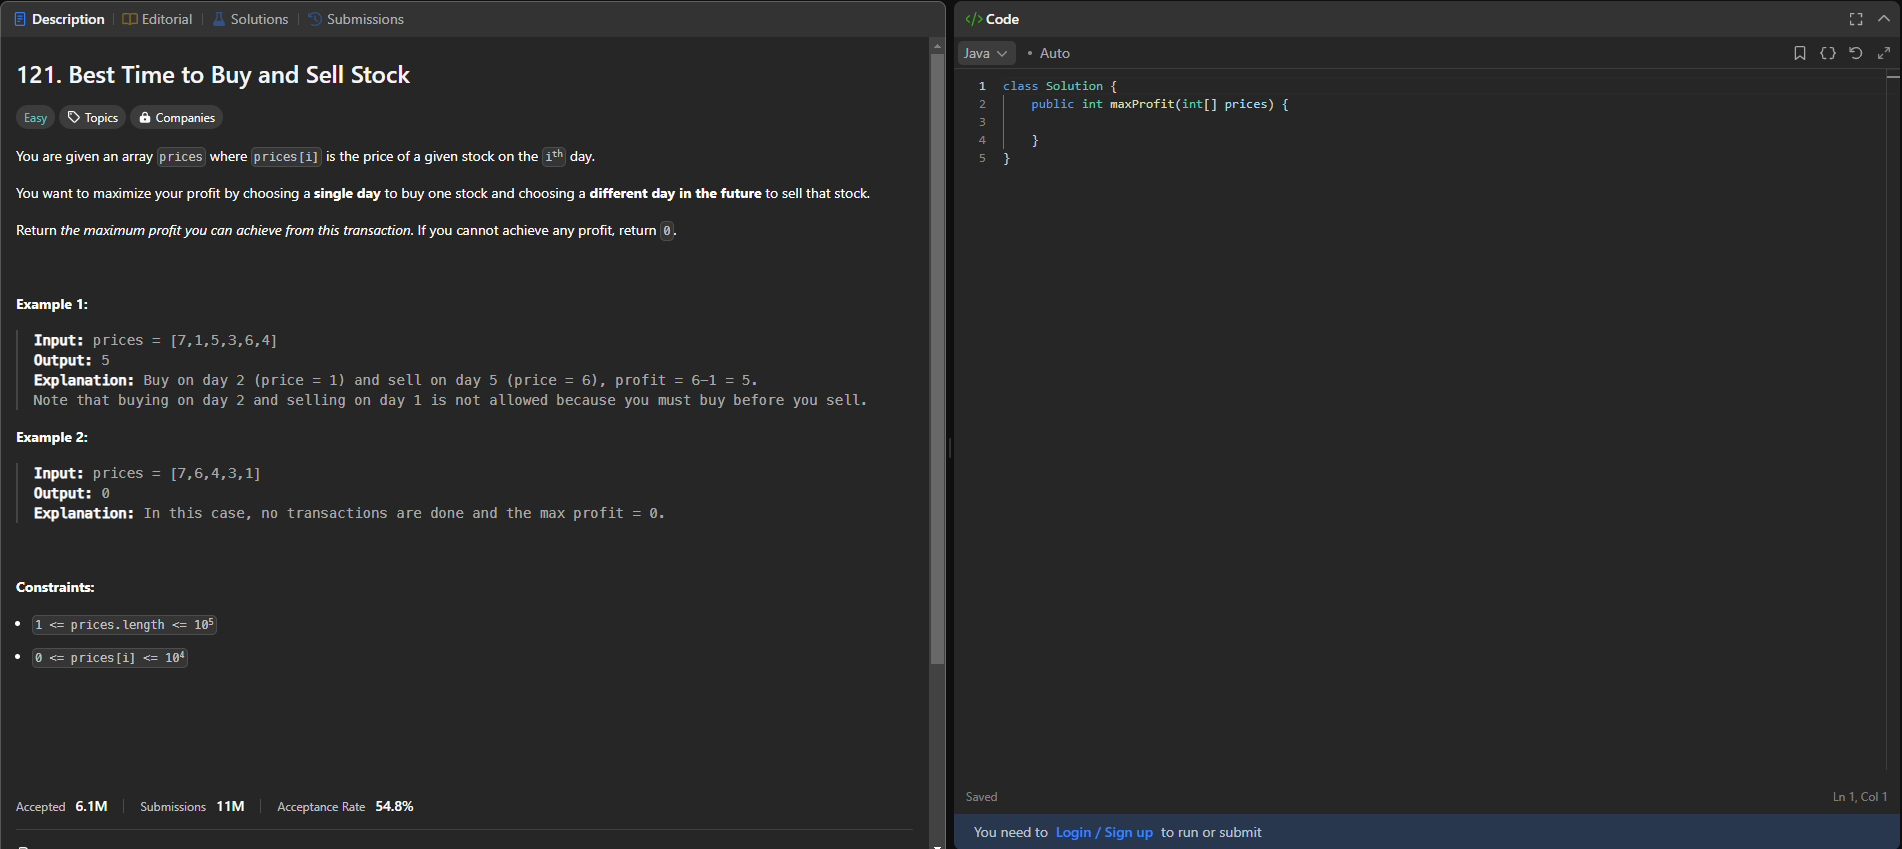 Description | Editorial | Solutions | Submissions
121. Best Time to Buy and Sell Stock
Easy Topics Companies
You are given an array prices where prices[i] is the price of a given stock on the iᵗʰ day.
You want to maximize your profit by choosing a single day to buy one stock and choosing a different day in the future to sell that stock.
Return the maximum profit you can achieve from this transaction. If you cannot achieve any profit, return 0.
Example 1:
Input: prices = [7,1,5,3,6,4]
Output: 5
Explanation: Buy on day 2 (price = 1) and sell on day 5 (price = 6), profit = 6-1 = 5.
Note that buying on day 2 and selling on day 1 is not allowed because you must buy before you sell.
Example 2:
Input: prices = [7,6,4,3,1]
Output: 0
Explanation: In this case, no transactions are done and the max profit = 0.
Constraints:
• 1 <= prices.length <= 10⁵
• 0 <= prices[i] <= 10⁴
Accepted 6.1M | Submissions 11M | Acceptance Rate 54.8%
</> Code
Java • Auto
1 class Solution {
2     public int maxProfit(int[] prices) {
3
4     }
5 }
Saved Ln 1, Col 1
You need to Login / Sign up to run or submit